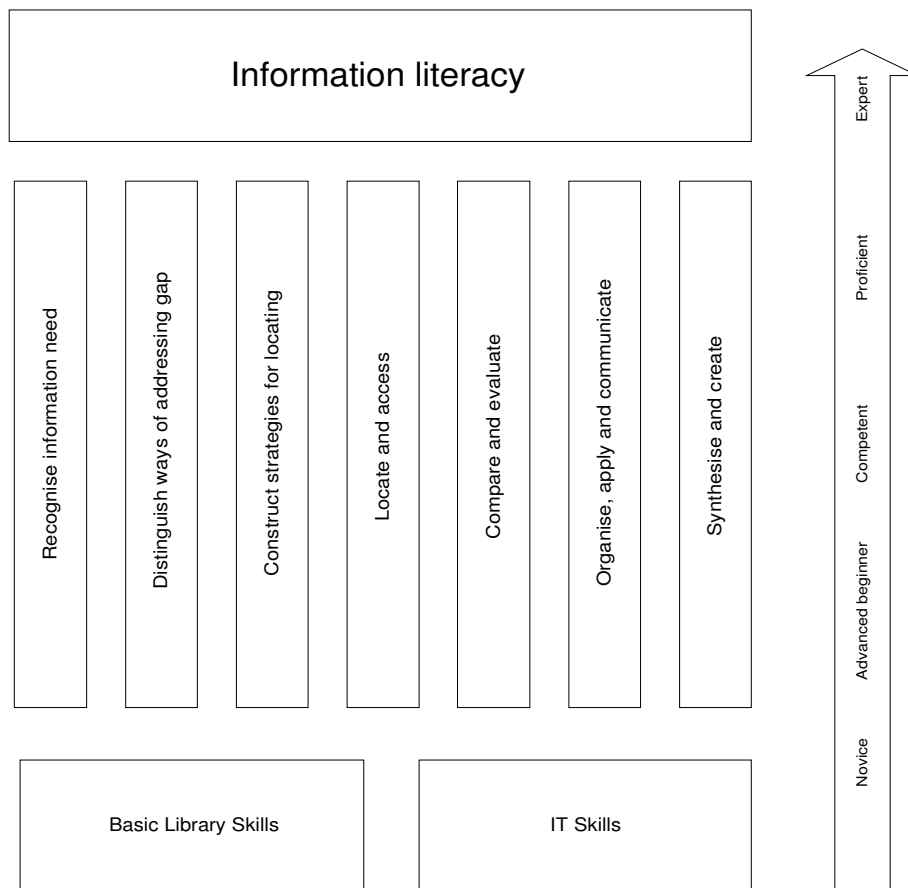 Information literacy
Recognise information need
Distinguish ways of addressing gap
Construct strategies for locating
Locate and access
Compare and evaluate
Organise, apply and communicate
Synthesise and create
Basic Library Skills
IT Skills
Expert
Proficient
Competent
Advanced beginner
Novice